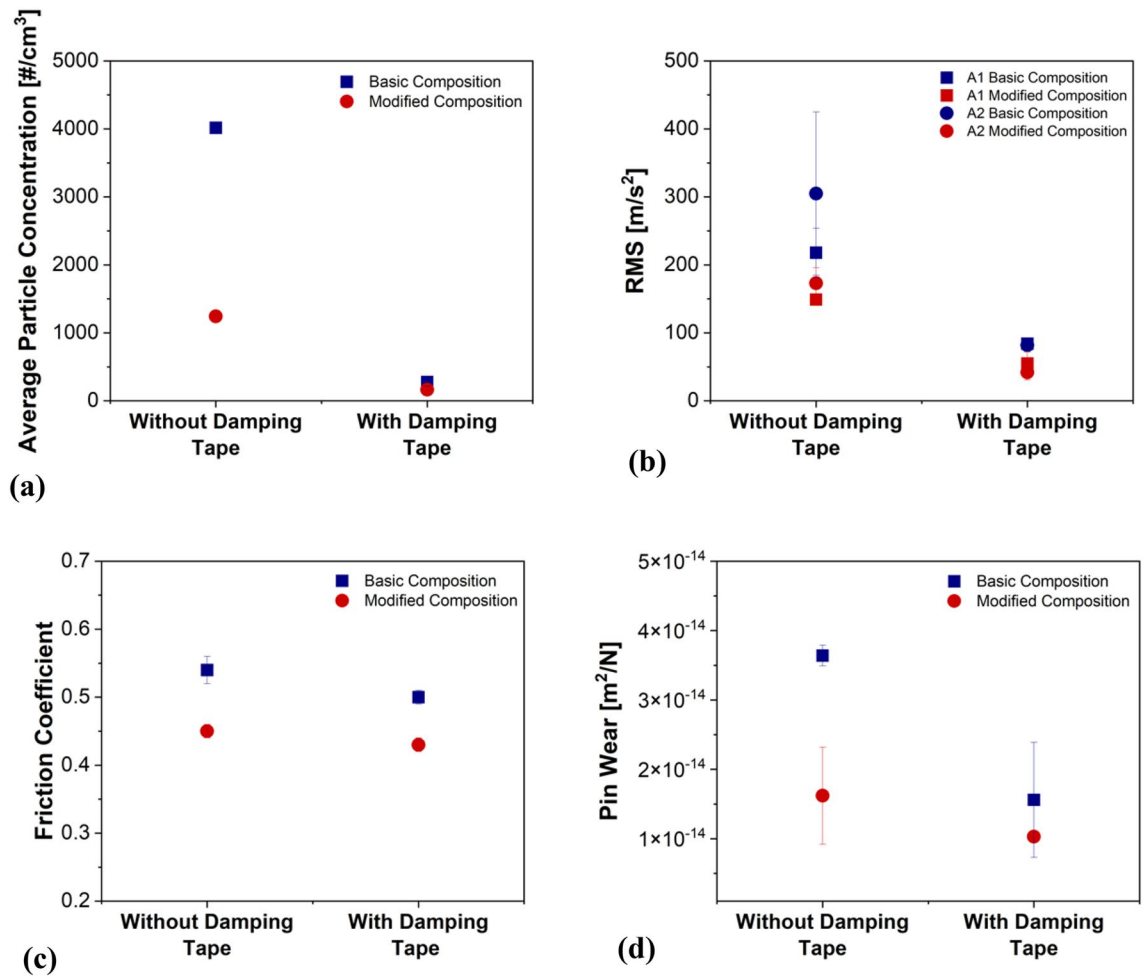 Average Particle Concentration [#/cm³]
5000
4000
3000
2000
1000
0
Basic Composition
Modified Composition
Without Damping
Tape
With Damping
Tape
(a)
RMS [m/s²]
500
400
300
200
100
0
A1 Basic Composition
A1 Modified Composition
A2 Basic Composition
A2 Modified Composition
Without Damping
Tape
With Damping
Tape
(b)
Friction Coefficient
0.7
0.6
0.5
0.4
0.3
0.2
Basic Composition
Modified Composition
Without Damping
Tape
With Damping
Tape
(c)
Pin Wear [m²/N]
5×10⁻¹⁴
4×10⁻¹⁴
3×10⁻¹⁴
2×10⁻¹⁴
1×10⁻¹⁴
Basic Composition
Modified Composition
Without Damping
Tape
With Damping
Tape
(d)